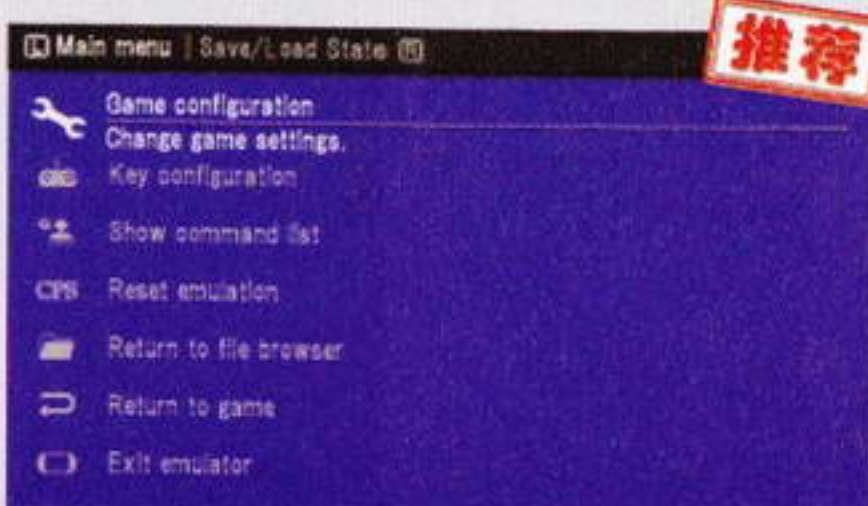 推荐
L Main menu | Save/Load State R
Game configuration
Change game settings.
Key configuration
Show command list
CPS Reset emulation
Return to file browser
Return to game
Exit emulator